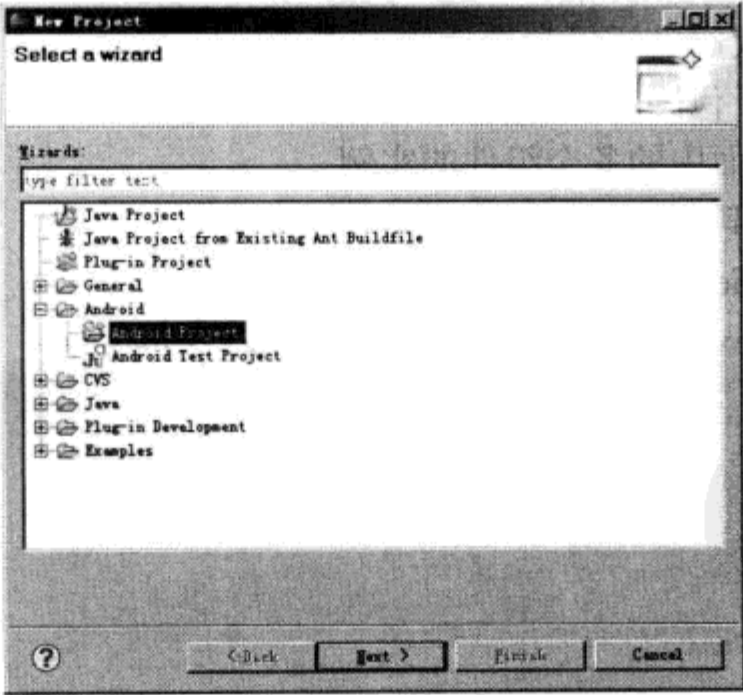 New Project
Select a wizard
Wizards:
type filter text
Java Project
Java Project from Existing Ant Buildfile
Plug-in Project
General
Android
Android Project
Android Test Project
CVS
Java
Plug-in Development
Examples
< Back
Next >
Finish
Cancel